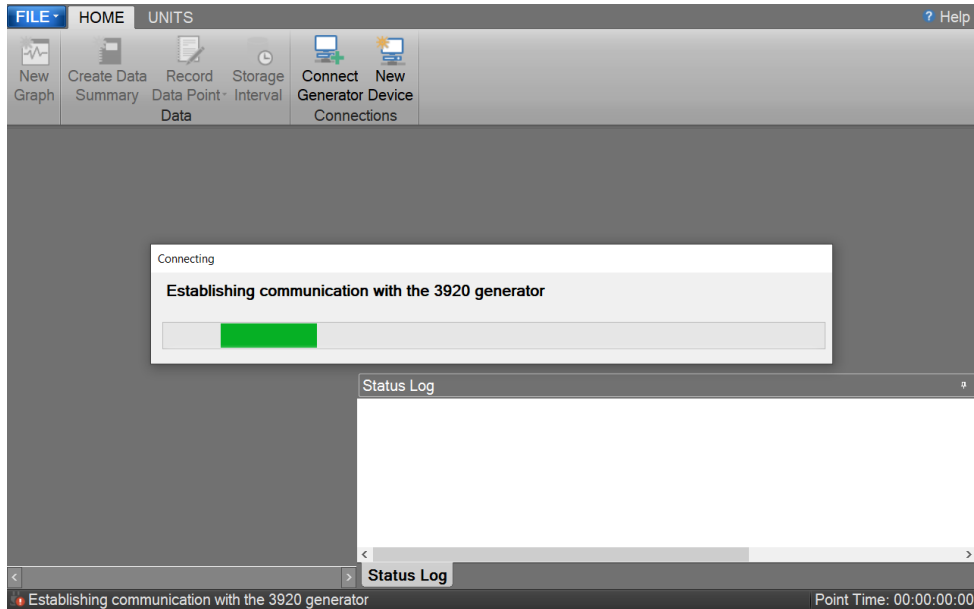 FILE HOME UNITS Help
New Graph
Create Data Summary
Record Data Point
Storage Interval
Data
Connect Generator
New Device
Connections
Connecting
Establishing communication with the 3920 generator
Status Log
Status Log
Establishing communication with the 3920 generator Point Time: 00:00:00:00